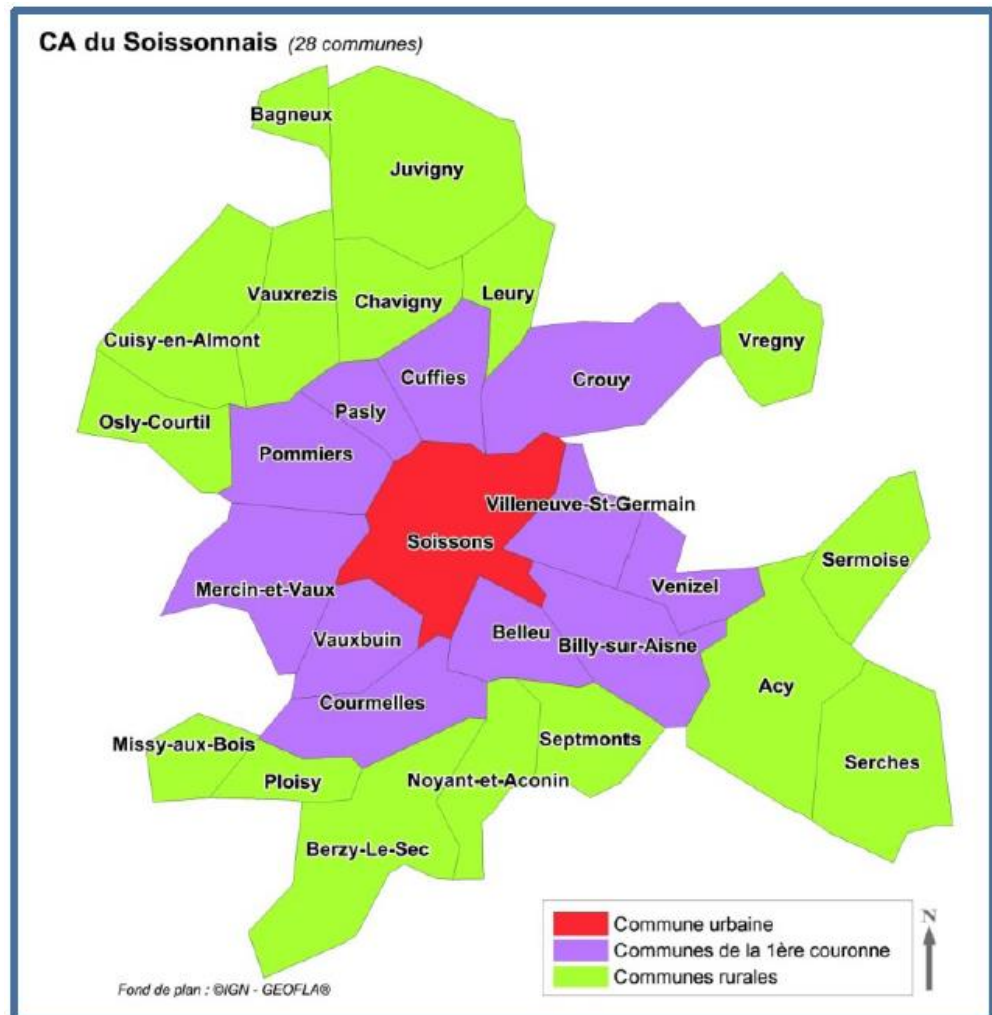 CA du Soissonnais (28 communes)
Bagneux
Juvigny
Vauxrezis
Chavigny
Leury
Cuisy-en-Almont
Vregny
Cuffies
Crouy
Pasly
Osly-Courtil
Pommiers
Villeneuve-St-Germain
Soissons
Sermoise
Mercin-et-Vaux
Venizel
Vauxbuin
Belleu
Billy-sur-Aisne
Acy
Courmelles
Missy-aux-Bois
Septmonts
Ploisy
Noyant-et-Aconin
Serches
Berzy-Le-Sec
Commune urbaine
Communes de la 1ère couronne
Communes rurales
N
Fond de plan : ©IGN - GEOFLA®